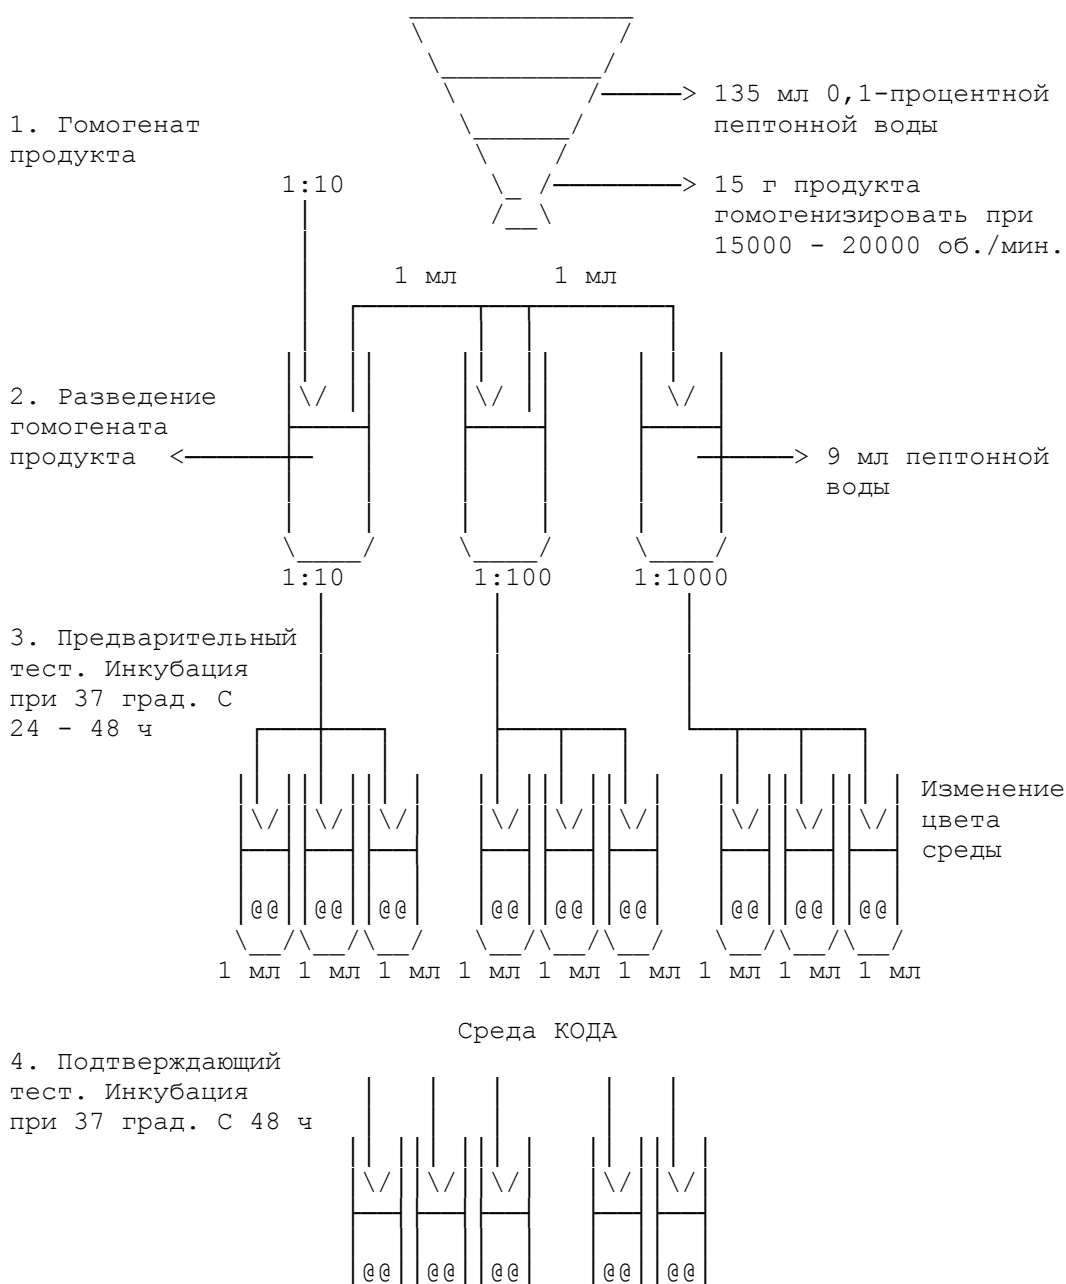 135 мл 0,1-процентной
1. Гомогенат пептонной воды
продукта
1:10 15 г продукта
гомогенизировать при
15000 - 20000 об./мин.
1 мл 1 мл
2. Разведение
гомогената
продукта 9 мл пептонной
воды
1:10 1:100 1:1000
3. Предварительный
тест. Инкубация
при 37 град. С
24 - 48 ч
Изменение
цвета
среды
@@ @@ @@ @@ @@ @@ @@ @@ @@
1 мл 1 мл 1 мл 1 мл 1 мл 1 мл 1 мл 1 мл 1 мл
Среда КОДА
4. Подтверждающий
тест. Инкубация
при 37 град. С 48 ч
@@ @@ @@ @@ @@